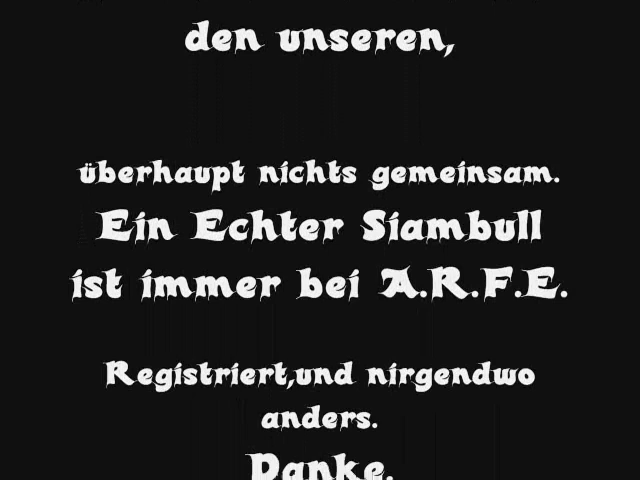 den unseren,
überhaupt nichts gemeinsam.
Ein Echter Siambull
ist immer bei A.R.F.E.
Registriert,und nirgendwo
anders.
Danke.